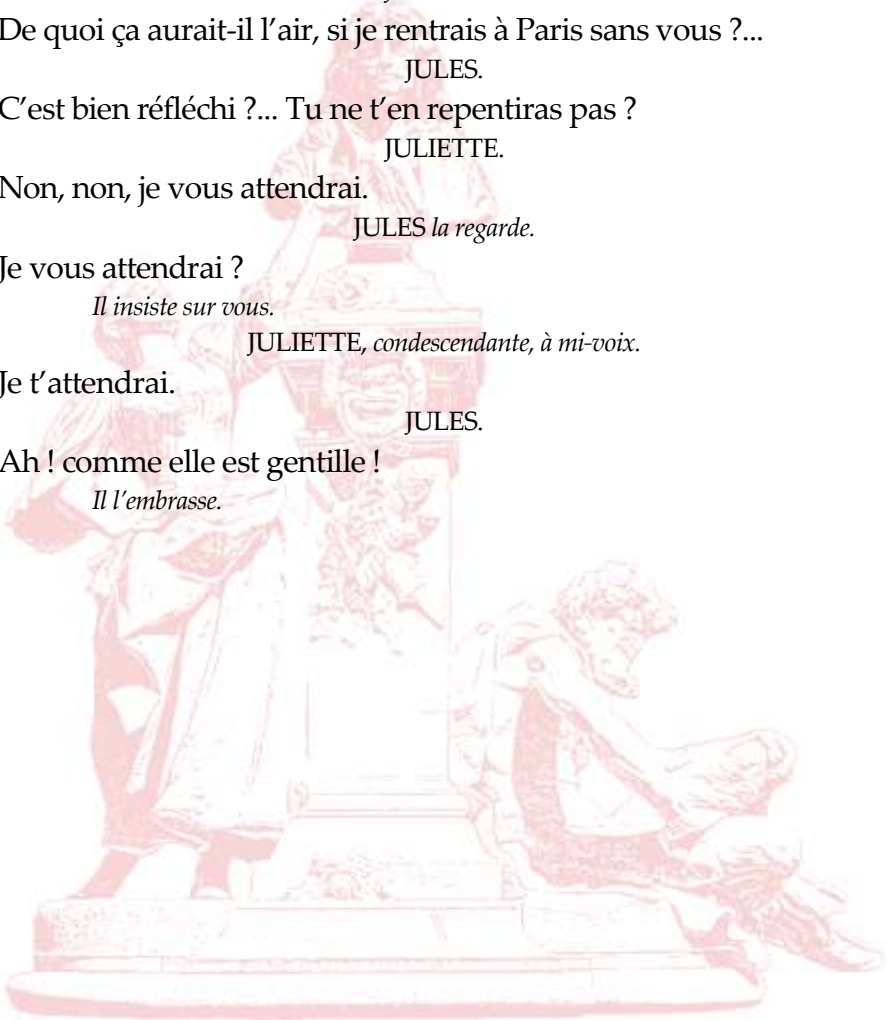 De quoi ça aurait-il l’air, si je rentrais à Paris sans vous ?...
JULES.
C’est bien réfléchi ?... Tu ne t’en repentiras pas ?
JULIETTE.
Non, non, je vous attendrai.
JULES la regarde.
Je vous attendrai ?
Il insiste sur vous.
JULIETTE, condescendante, à mi-voix.
Je t’attendrai.
JULES.
Ah ! comme elle est gentille !
Il l’embrasse.